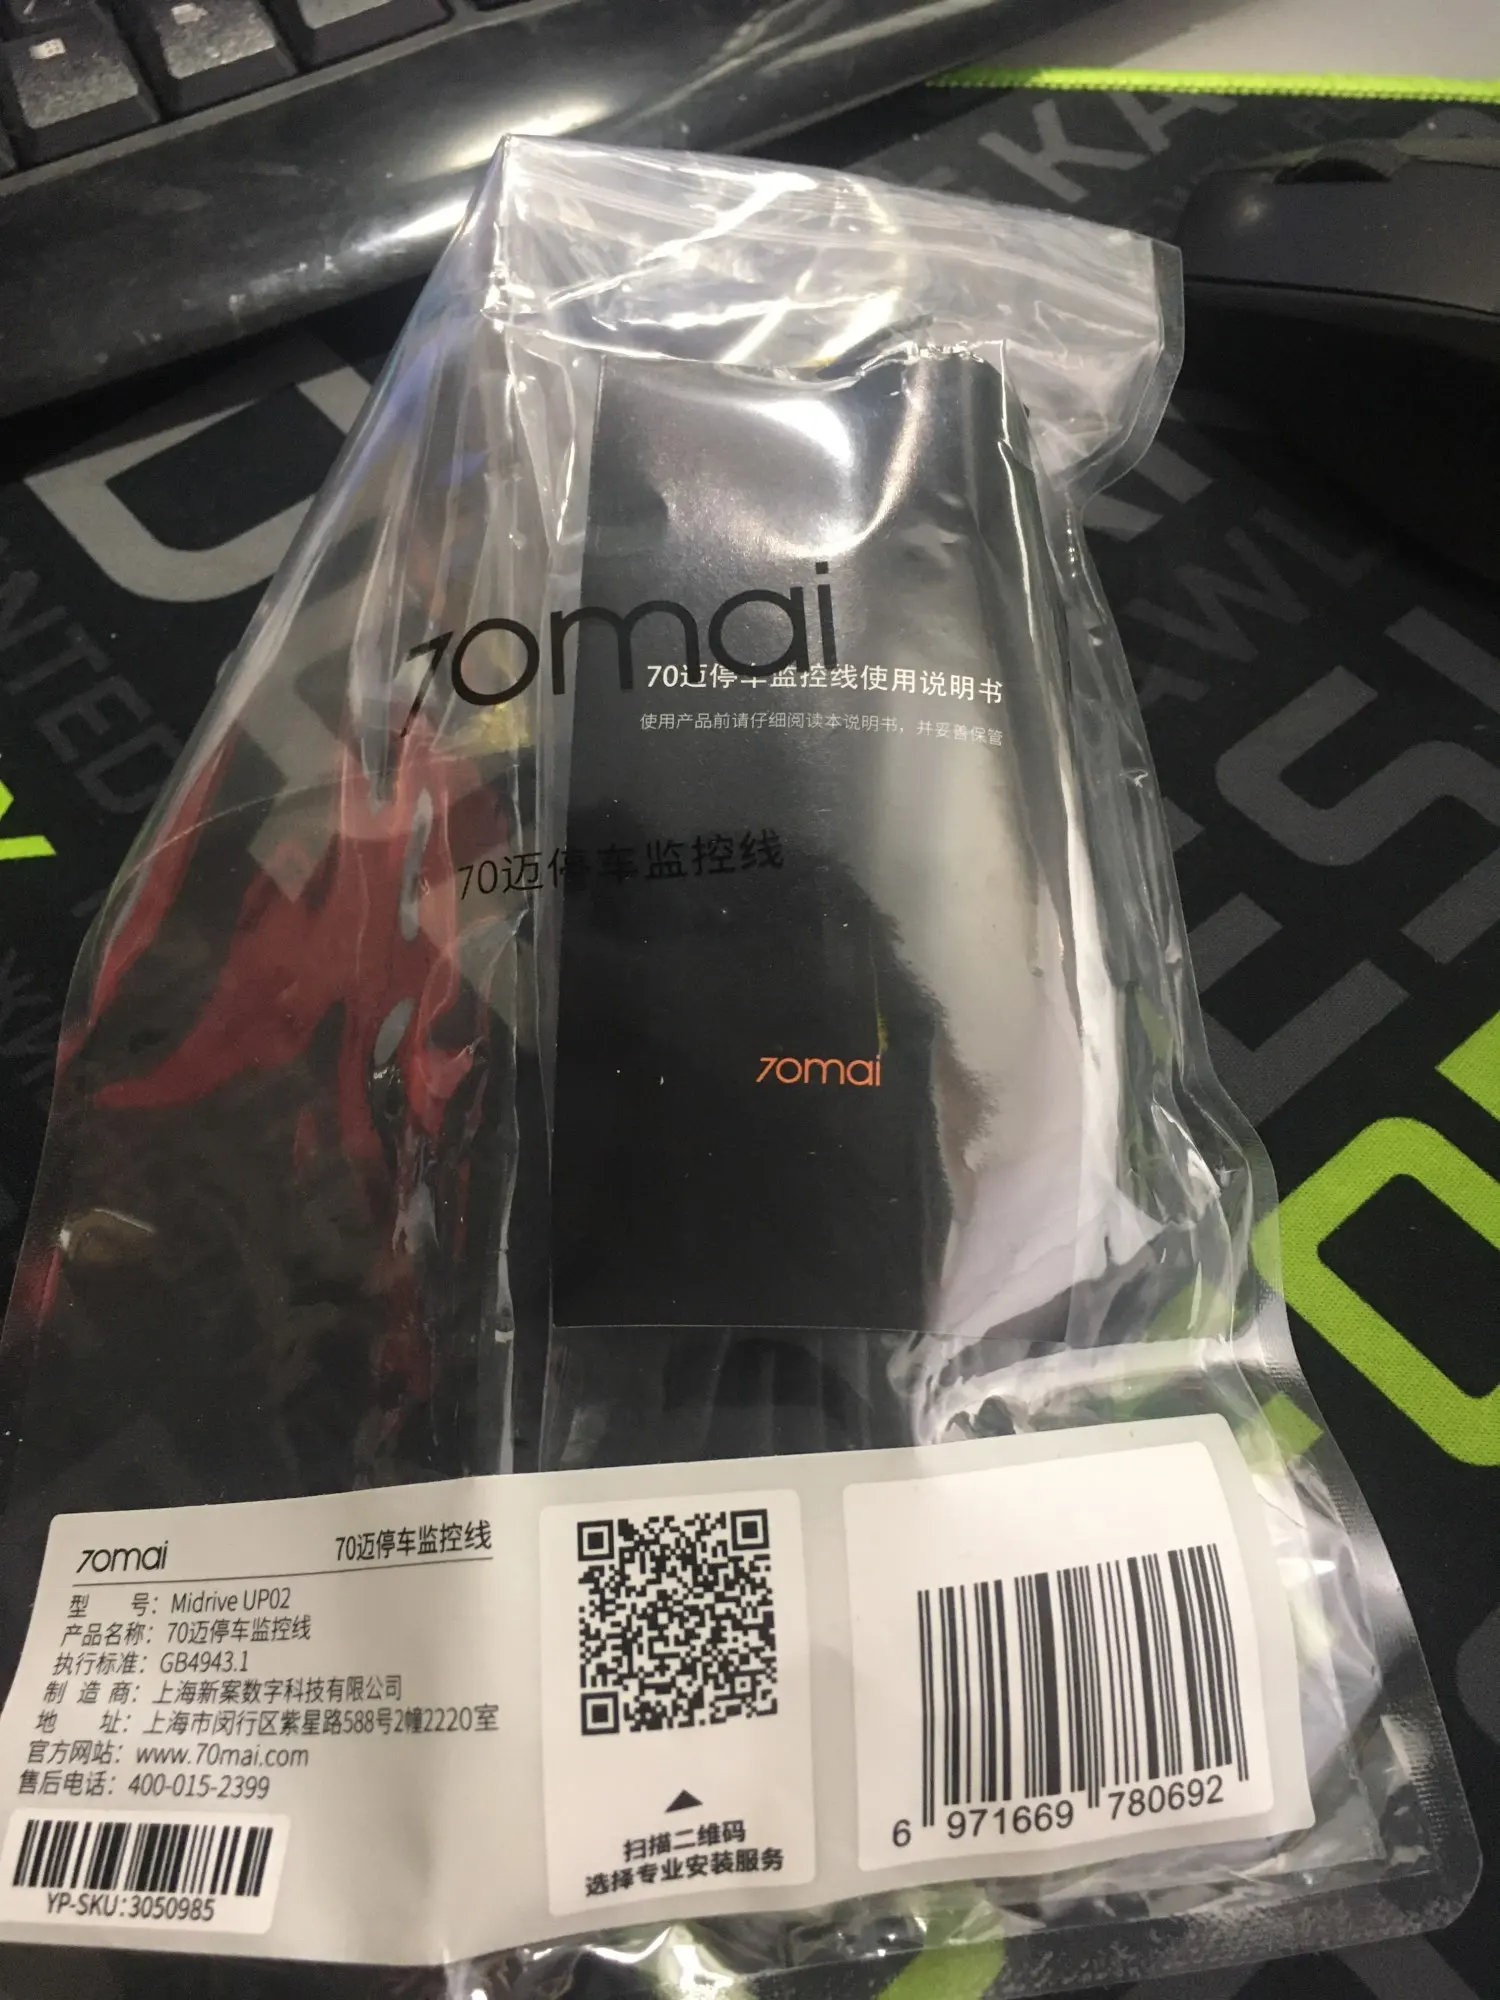 70mai
70迈停车监控线使用说明书
使用产品前请仔细阅读本说明书，并妥善保管
70迈停车监控线
70mai
70mai
70迈停车监控线
型 号：Midrive UP02
产品名称：70迈停车监控线
执行标准：GB4943.1
制 造 商：上海新案数字科技有限公司
地 址：上海市闵行区紫星路588号2幢2220室
官方网站：www.70mai.com
售后电话：400-015-2399
YP-SKU:3050985
扫描二维码
选择专业安装服务
6 971669 780692